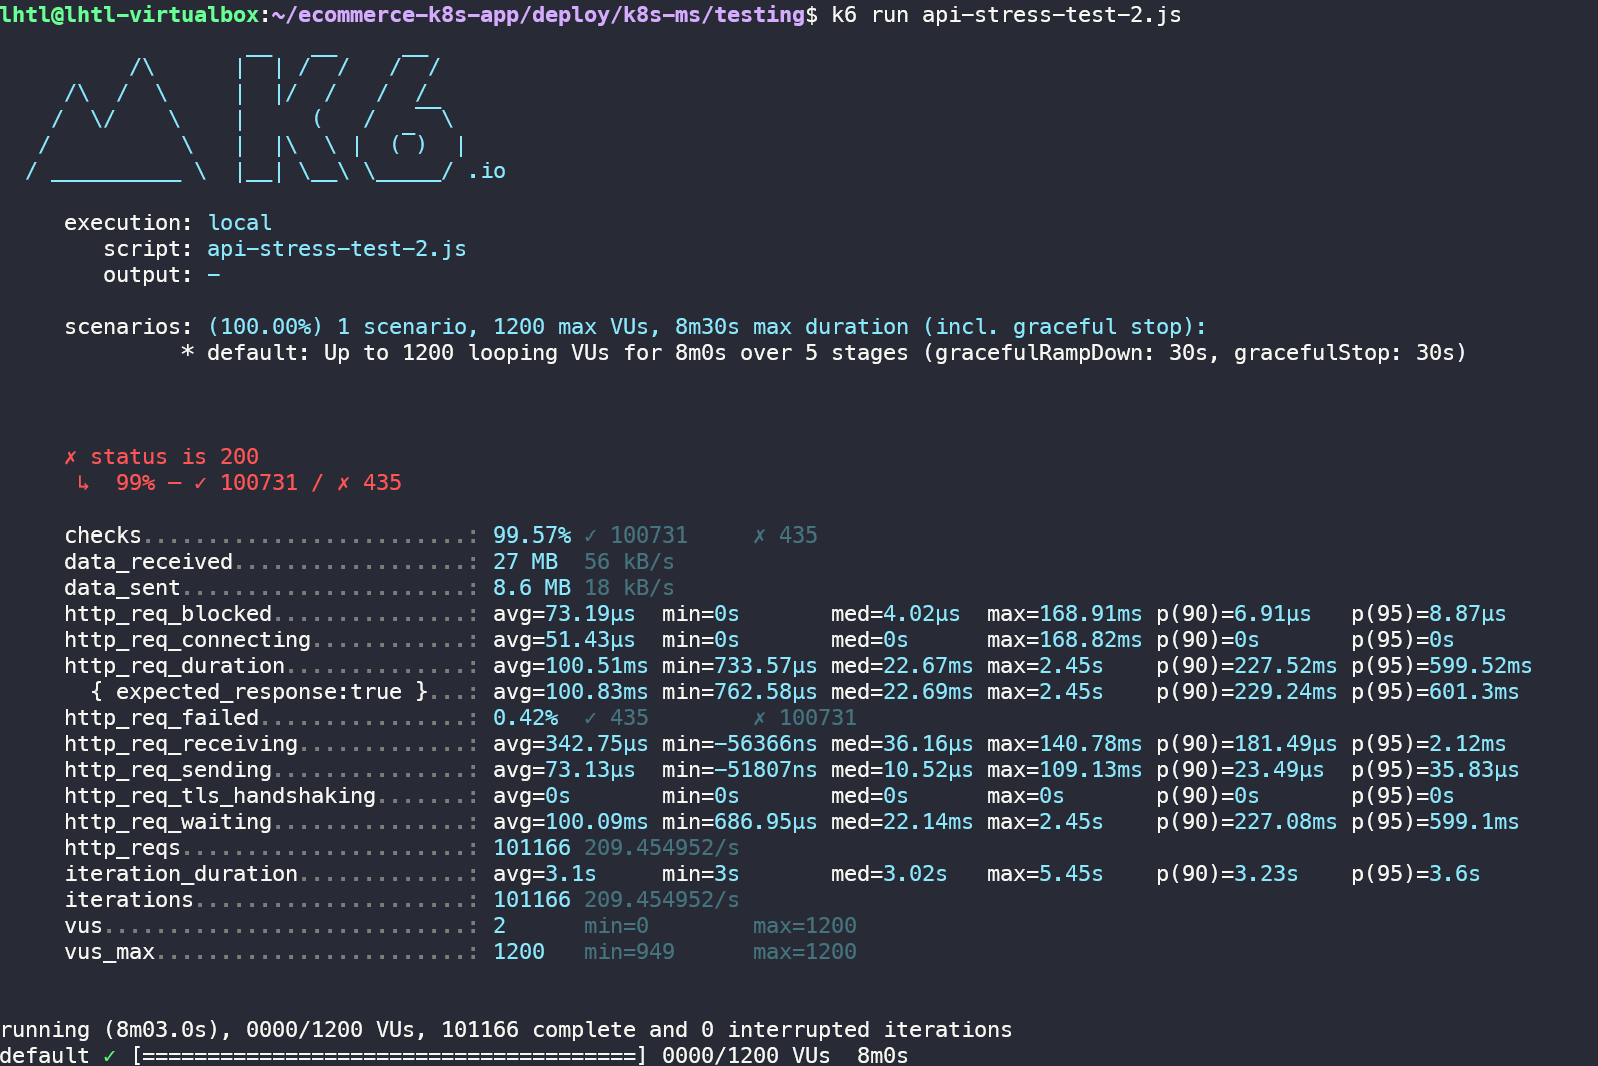 lhtl@lhtl-virtualbox:~/ecommerce-k8s-app/deploy/k8s-ms/testing$ k6 run api-stress-test-2.js
          /\      |‾‾| /‾‾/   /‾‾/
     /\  /  \     |  |/  /   /  /
    /  \/    \    |     (   /   ‾‾\
   /          \   |  |\  \ |  (‾)  |
  / __________ \  |__| \__\ \_____/ .io
execution: local
script: api-stress-test-2.js
output: -
scenarios: (100.00%) 1 scenario, 1200 max VUs, 8m30s max duration (incl. graceful stop):
* default: Up to 1200 looping VUs for 8m0s over 5 stages (gracefulRampDown: 30s, gracefulStop: 30s)
✗ status is 200
↳  99% — ✓ 100731 / ✗ 435
checks.........................: 99.57% ✓ 100731     ✗ 435
data_received..................: 27 MB  56 kB/s
data_sent......................: 8.6 MB 18 kB/s
http_req_blocked...............: avg=73.19µs  min=0s       med=4.02µs  max=168.91ms p(90)=6.91µs   p(95)=8.87µs
http_req_connecting............: avg=51.43µs  min=0s       med=0s      max=168.82ms p(90)=0s       p(95)=0s
http_req_duration..............: avg=100.51ms min=733.57µs med=22.67ms max=2.45s    p(90)=227.52ms p(95)=599.52ms
{ expected_response:true }...: avg=100.83ms min=762.58µs med=22.69ms max=2.45s    p(90)=229.24ms p(95)=601.3ms
http_req_failed................: 0.42%  ✓ 435        ✗ 100731
http_req_receiving.............: avg=342.75µs min=-56366ns med=36.16µs max=140.78ms p(90)=181.49µs p(95)=2.12ms
http_req_sending...............: avg=73.13µs  min=-51807ns med=10.52µs max=109.13ms p(90)=23.49µs  p(95)=35.83µs
http_req_tls_handshaking.......: avg=0s       min=0s       med=0s      max=0s       p(90)=0s       p(95)=0s
http_req_waiting...............: avg=100.09ms min=686.95µs med=22.14ms max=2.45s    p(90)=227.08ms p(95)=599.1ms
http_reqs......................: 101166 209.454952/s
iteration_duration.............: avg=3.1s     min=3s       med=3.02s   max=5.45s    p(90)=3.23s    p(95)=3.6s
iterations.....................: 101166 209.454952/s
vus............................: 2      min=0        max=1200
vus_max........................: 1200   min=949      max=1200
running (8m03.0s), 0000/1200 VUs, 101166 complete and 0 interrupted iterations
default ✓ [======================================] 0000/1200 VUs  8m0s